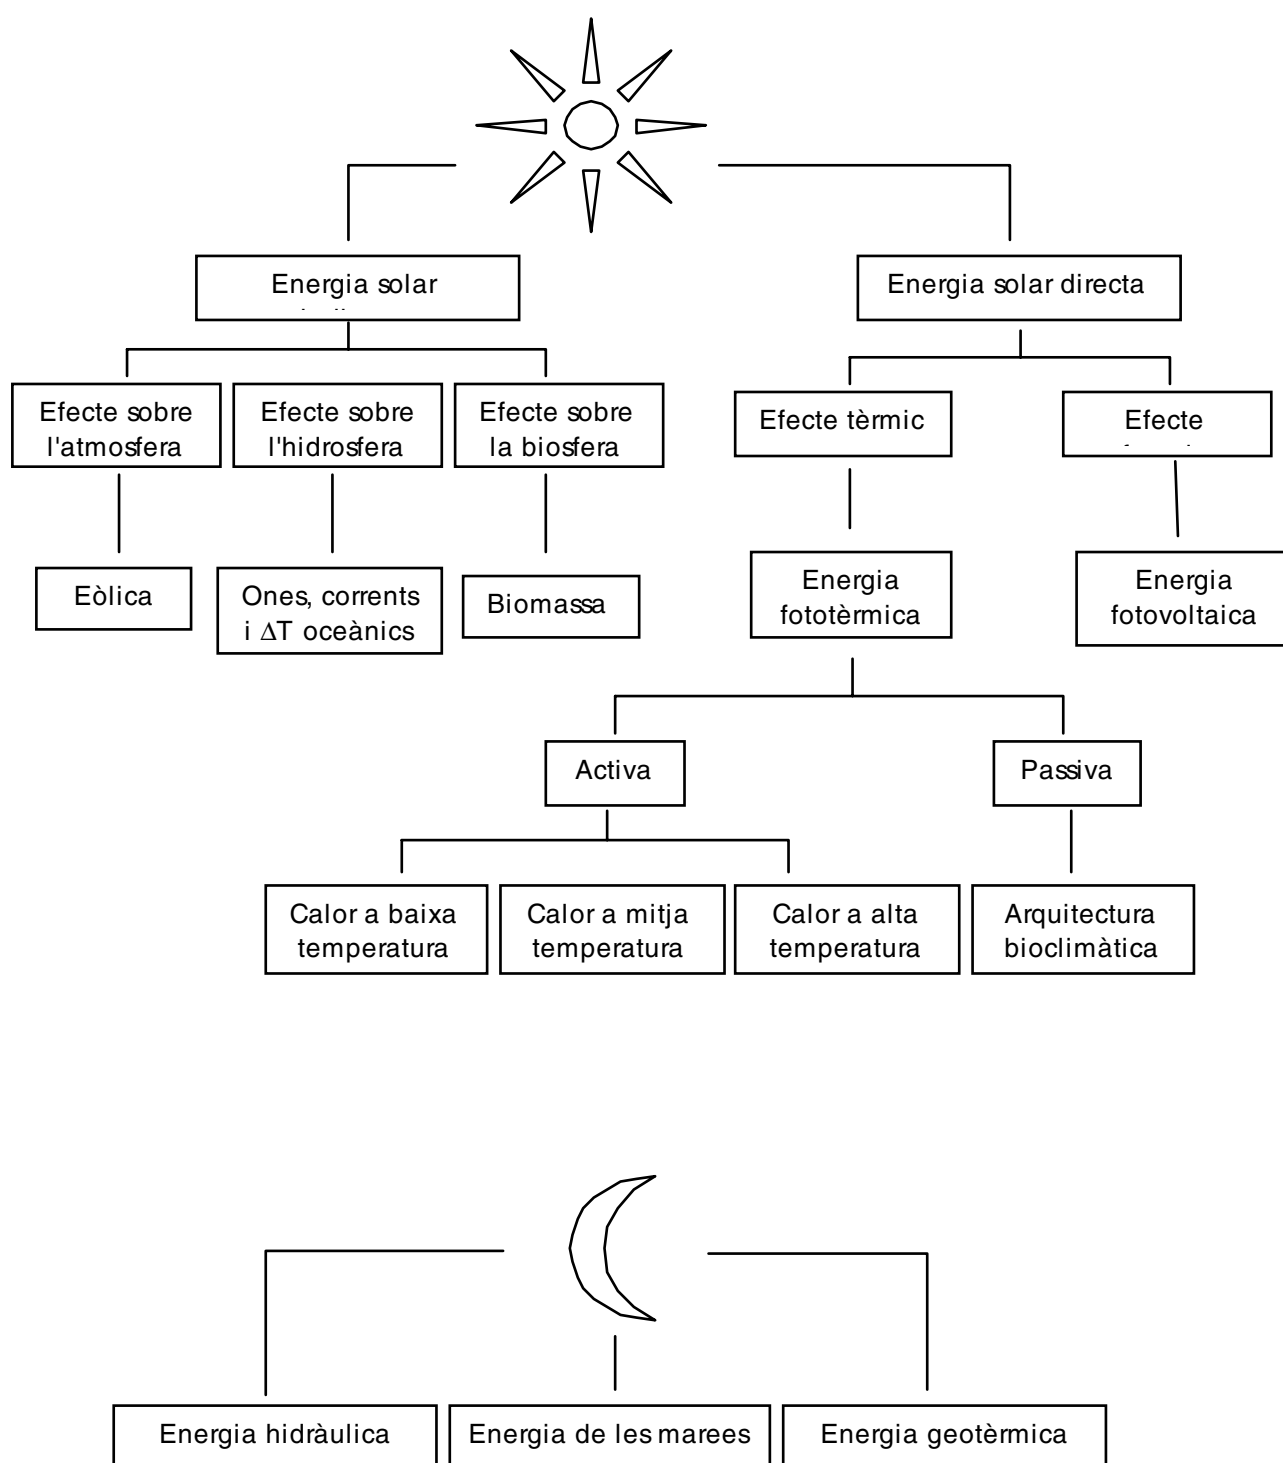 Energia solar
Energia solar directa
Efecte sobre
l'atmosfera
Efecte sobre
l'hidrosfera
Efecte sobre
la biosfera
Efecte tèrmic
Efecte
Eòlica
Ones, corrents
i ΔT oceànics
Biomassa
Energia
fototèrmica
Energia
fotovoltaica
Activa
Passiva
Calor a baixa
temperatura
Calor a mitja
temperatura
Calor a alta
temperatura
Arquitectura
bioclimàtica
Energia hidràulica
Energia de les marees
Energia geotèrmica